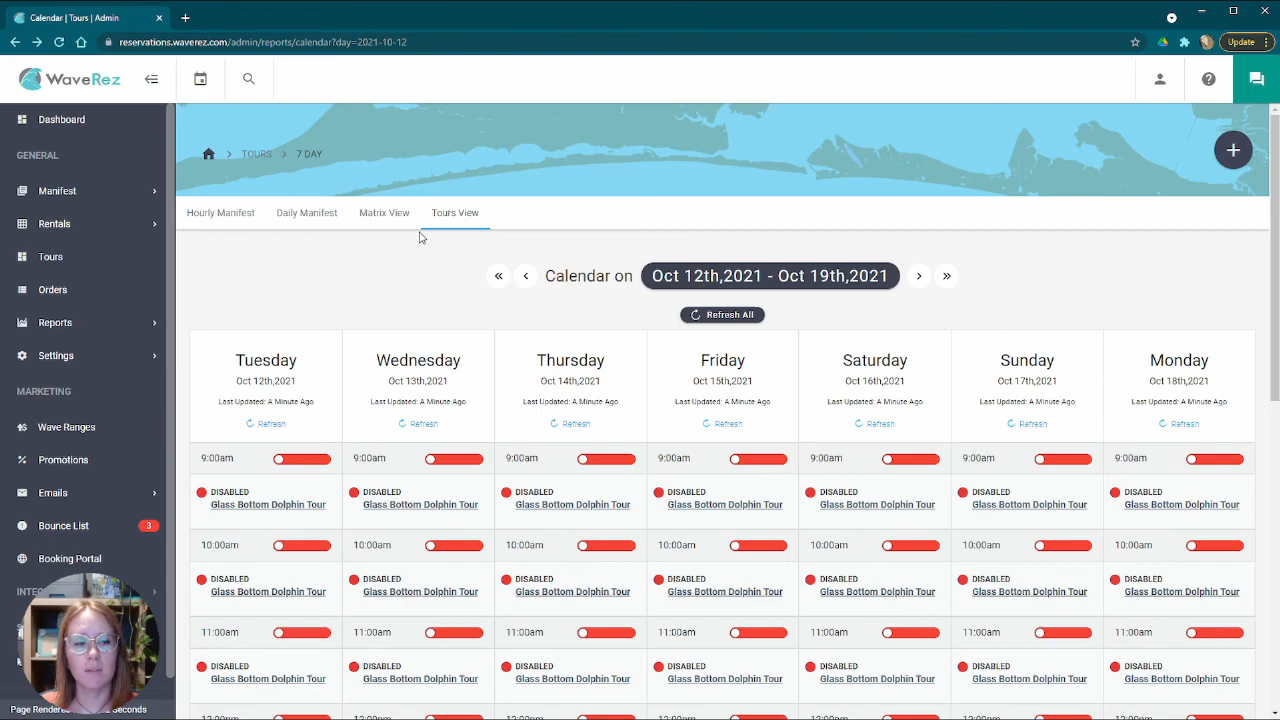 Calendar | Tours | Admin
reservations.waverez.com/admin/reports/calendar?day=2021-10-12
Update
WaveRez
Dashboard
GENERAL
Manifest
Rentals
Tours
Orders
Reports
Settings
MARKETING
Wave Ranges
Promotions
Emails
Bounce List 3
Booking Portal
Page Rendered
Seconds
TOURS 7 DAY
Hourly Manifest Daily Manifest Matrix View Tours View
« ‹ Calendar on Oct 12th,2021 - Oct 19th,2021 › »
Refresh All
Tuesday Wednesday Thursday Friday Saturday Sunday Monday
Oct 12th,2021 Oct 13th,2021 Oct 14th,2021 Oct 15th,2021 Oct 16th,2021 Oct 17th,2021 Oct 18th,2021
Last Updated: A Minute Ago Last Updated: A Minute Ago Last Updated: A Minute Ago Last Updated: A Minute Ago Last Updated: A Minute Ago Last Updated: A Minute Ago Last Updated: A Minute Ago
Refresh Refresh Refresh Refresh Refresh Refresh Refresh
9:00am 9:00am 9:00am 9:00am 9:00am 9:00am 9:00am
DISABLED DISABLED DISABLED DISABLED DISABLED DISABLED DISABLED
Glass Bottom Dolphin Tour Glass Bottom Dolphin Tour Glass Bottom Dolphin Tour Glass Bottom Dolphin Tour Glass Bottom Dolphin Tour Glass Bottom Dolphin Tour Glass Bottom Dolphin Tour
10:00am 10:00am 10:00am 10:00am 10:00am 10:00am 10:00am
DISABLED DISABLED DISABLED DISABLED DISABLED DISABLED DISABLED
Glass Bottom Dolphin Tour Glass Bottom Dolphin Tour Glass Bottom Dolphin Tour Glass Bottom Dolphin Tour Glass Bottom Dolphin Tour Glass Bottom Dolphin Tour Glass Bottom Dolphin Tour
11:00am 11:00am 11:00am 11:00am 11:00am 11:00am 11:00am
DISABLED DISABLED DISABLED DISABLED DISABLED DISABLED DISABLED
Glass Bottom Dolphin Tour Glass Bottom Dolphin Tour Glass Bottom Dolphin Tour Glass Bottom Dolphin Tour Glass Bottom Dolphin Tour Glass Bottom Dolphin Tour Glass Bottom Dolphin Tour